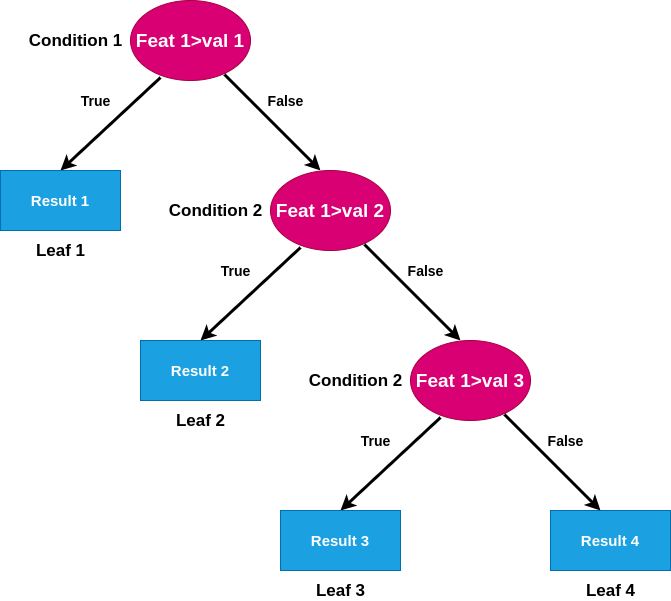 Condition 1
Feat 1>val 1
True
False
Result 1
Leaf 1
Condition 2
Feat 1>val 2
True
False
Result 2
Leaf 2
Condition 2
Feat 1>val 3
True
False
Result 3
Result 4
Leaf 3
Leaf 4